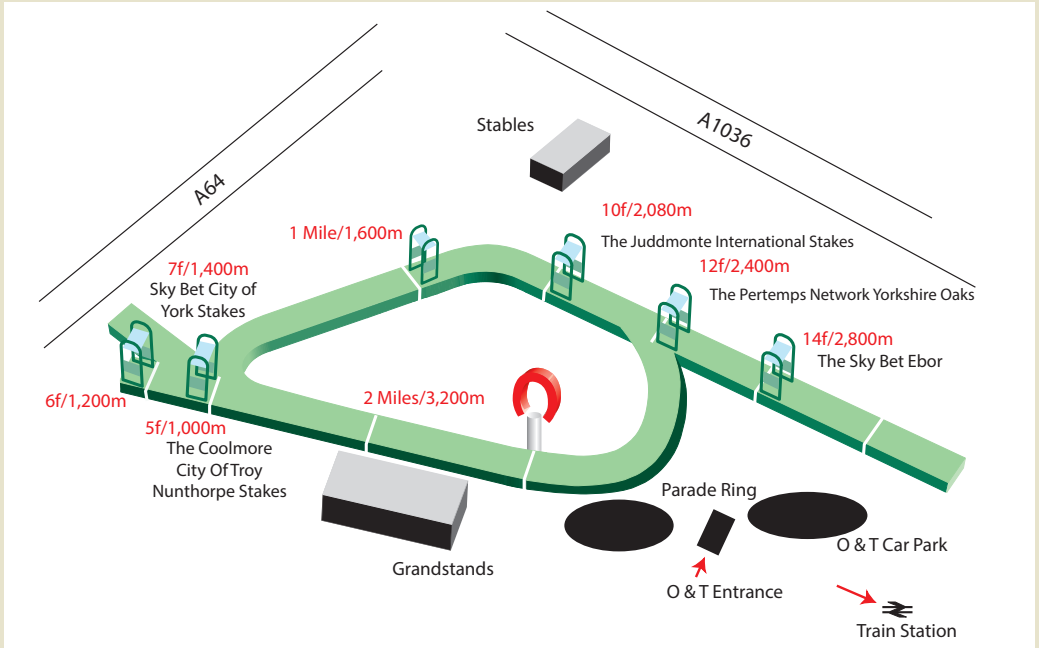 Stables
A1036
A64
10f/2,080m
The Juddmonte International Stakes
1 Mile/1,600m
12f/2,400m
The Pertemps Network Yorkshire Oaks
7f/1,400m
Sky Bet City of
York Stakes
14f/2,800m
The Sky Bet Ebor
6f/1,200m
2 Miles/3,200m
5f/1,000m
The Coolmore
City Of Troy
Nunthorpe Stakes
Parade Ring
O & T Car Park
Grandstands
O & T Entrance
Train Station